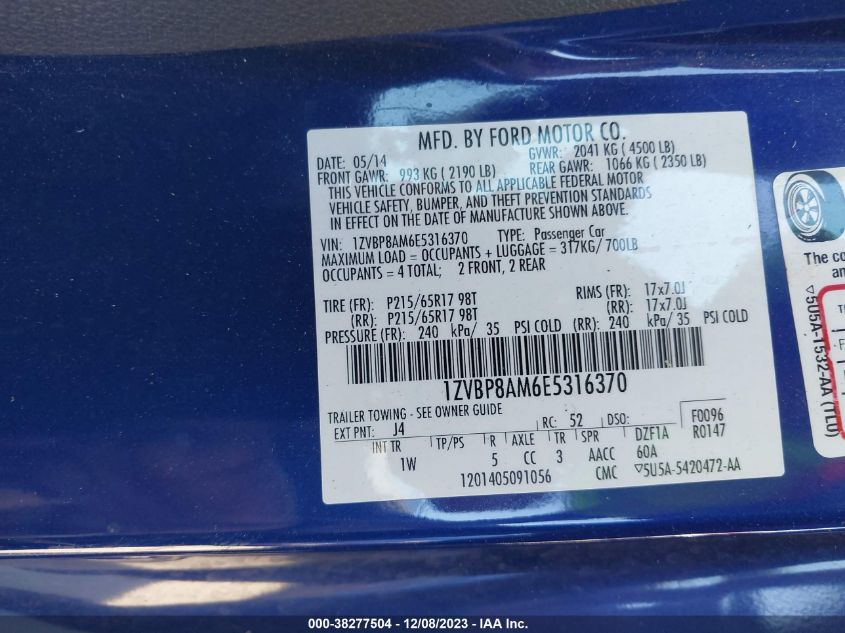 MFD. BY FORD MOTOR CO.
DATE: 05/14 GVWR: 2041 KG ( 4500 LB)
FRONT GAWR: 993 KG ( 2190 LB) REAR GAWR: 1066 KG ( 2350 LB)
THIS VEHICLE CONFORMS TO ALL APPLICABLE FEDERAL MOTOR
VEHICLE SAFETY, BUMPER, AND THEFT PREVENTION STANDARDS
IN EFFECT ON THE DATE OF MANUFACTURE SHOWN ABOVE.
VIN: 1ZVBP8AM6E5316370 TYPE: Passenger Car
MAXIMUM LOAD = OCCUPANTS + LUGGAGE = 317KG/ 700LB
OCCUPANTS = 4 TOTAL; 2 FRONT, 2 REAR
TIRE (FR): P215/65R17 98T RIMS (FR): 17x7.0J
(RR): P215/65R17 98T (RR): 17x7.0J
PRESSURE (FR): 240 kPa/ 35 PSI COLD (RR): 240 kPa/ 35 PSI COLD
1ZVBP8AM6E5316370
TRAILER TOWING - SEE OWNER GUIDE
EXT PNT: J4 RC: 52 DSO: F0096
INT TR TP/PS R AXLE TR SPR DZF1A R0147
1W 5 CC 3 AACC 60A
1201405091056 CMC ▽5U5A-5420472-AA
The co
an
▽5U5A-1532-AA (TLU)
000-38277504 - 12/08/2023 - IAA Inc.